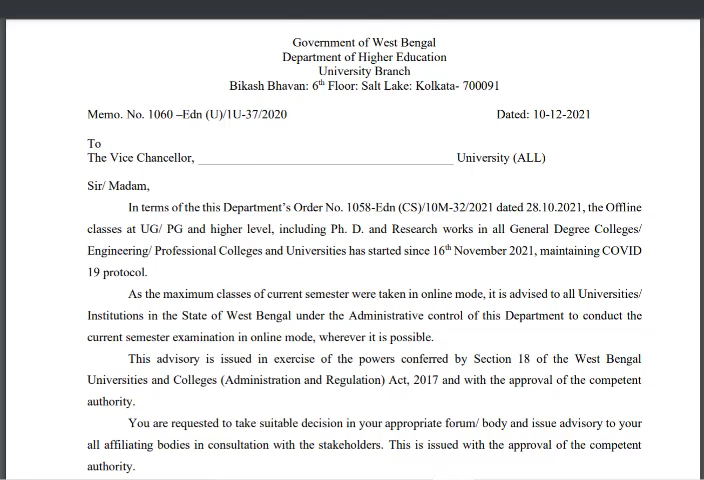 Government of West Bengal
Department of Higher Education
University Branch
Bikash Bhavan: 6th Floor: Salt Lake: Kolkata- 700091
Memo. No. 1060 –Edn (U)/1U-37/2020 Dated: 10-12-2021
To
The Vice Chancellor, ______________________________________ University (ALL)
Sir/ Madam,
In terms of the this Department's Order No. 1058-Edn (CS)/10M-32/2021 dated 28.10.2021, the Offline
classes at UG/ PG and higher level, including Ph. D. and Research works in all General Degree Colleges/
Engineering/ Professional Colleges and Universities has started since 16th November 2021, maintaining COVID
19 protocol.
As the maximum classes of current semester were taken in online mode, it is advised to all Universities/
Institutions in the State of West Bengal under the Administrative control of this Department to conduct the
current semester examination in online mode, wherever it is possible.
This advisory is issued in exercise of the powers conferred by Section 18 of the West Bengal
Universities and Colleges (Administration and Regulation) Act, 2017 and with the approval of the competent
authority.
You are requested to take suitable decision in your appropriate forum/ body and issue advisory to your
all affiliating bodies in consultation with the stakeholders. This is issued with the approval of the competent
authority.